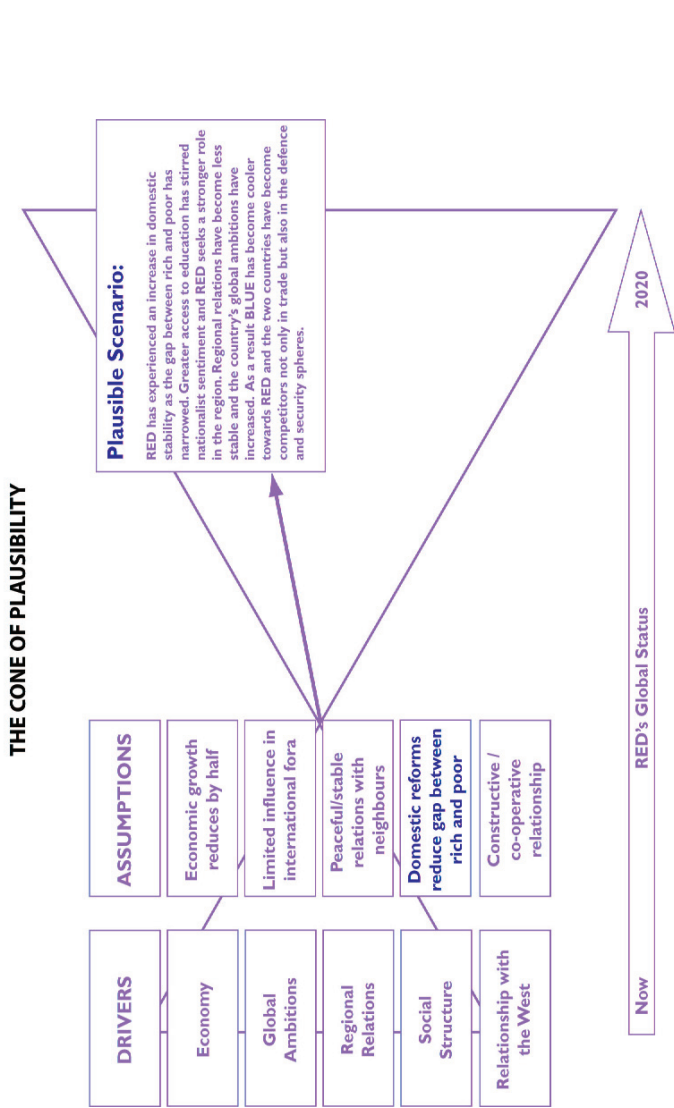 THE CONE OF PLAUSIBILITY
DRIVERS
ASSUMPTIONS
Economy
Economic growth
reduces by half
Global
Ambitions
Limited influence in
international fora
Regional
Relations
Peaceful/stable
relations with
neighbours
Social
Structure
Domestic reforms
reduce gap between
rich and poor
Relationship with
the West
Constructive /
co-operative
relationship
Plausible Scenario:
RED has experienced an increase in domestic
stability as the gap between rich and poor has
narrowed. Greater access to education has stirred
nationalist sentiment and RED seeks a stronger role
in the region. Regional relations have become less
stable and the country's global ambitions have
increased. As a result BLUE has become cooler
towards RED and the two countries have become
competitors not only in trade but also in the defence
and security spheres.
Now
RED's Global Status
2020